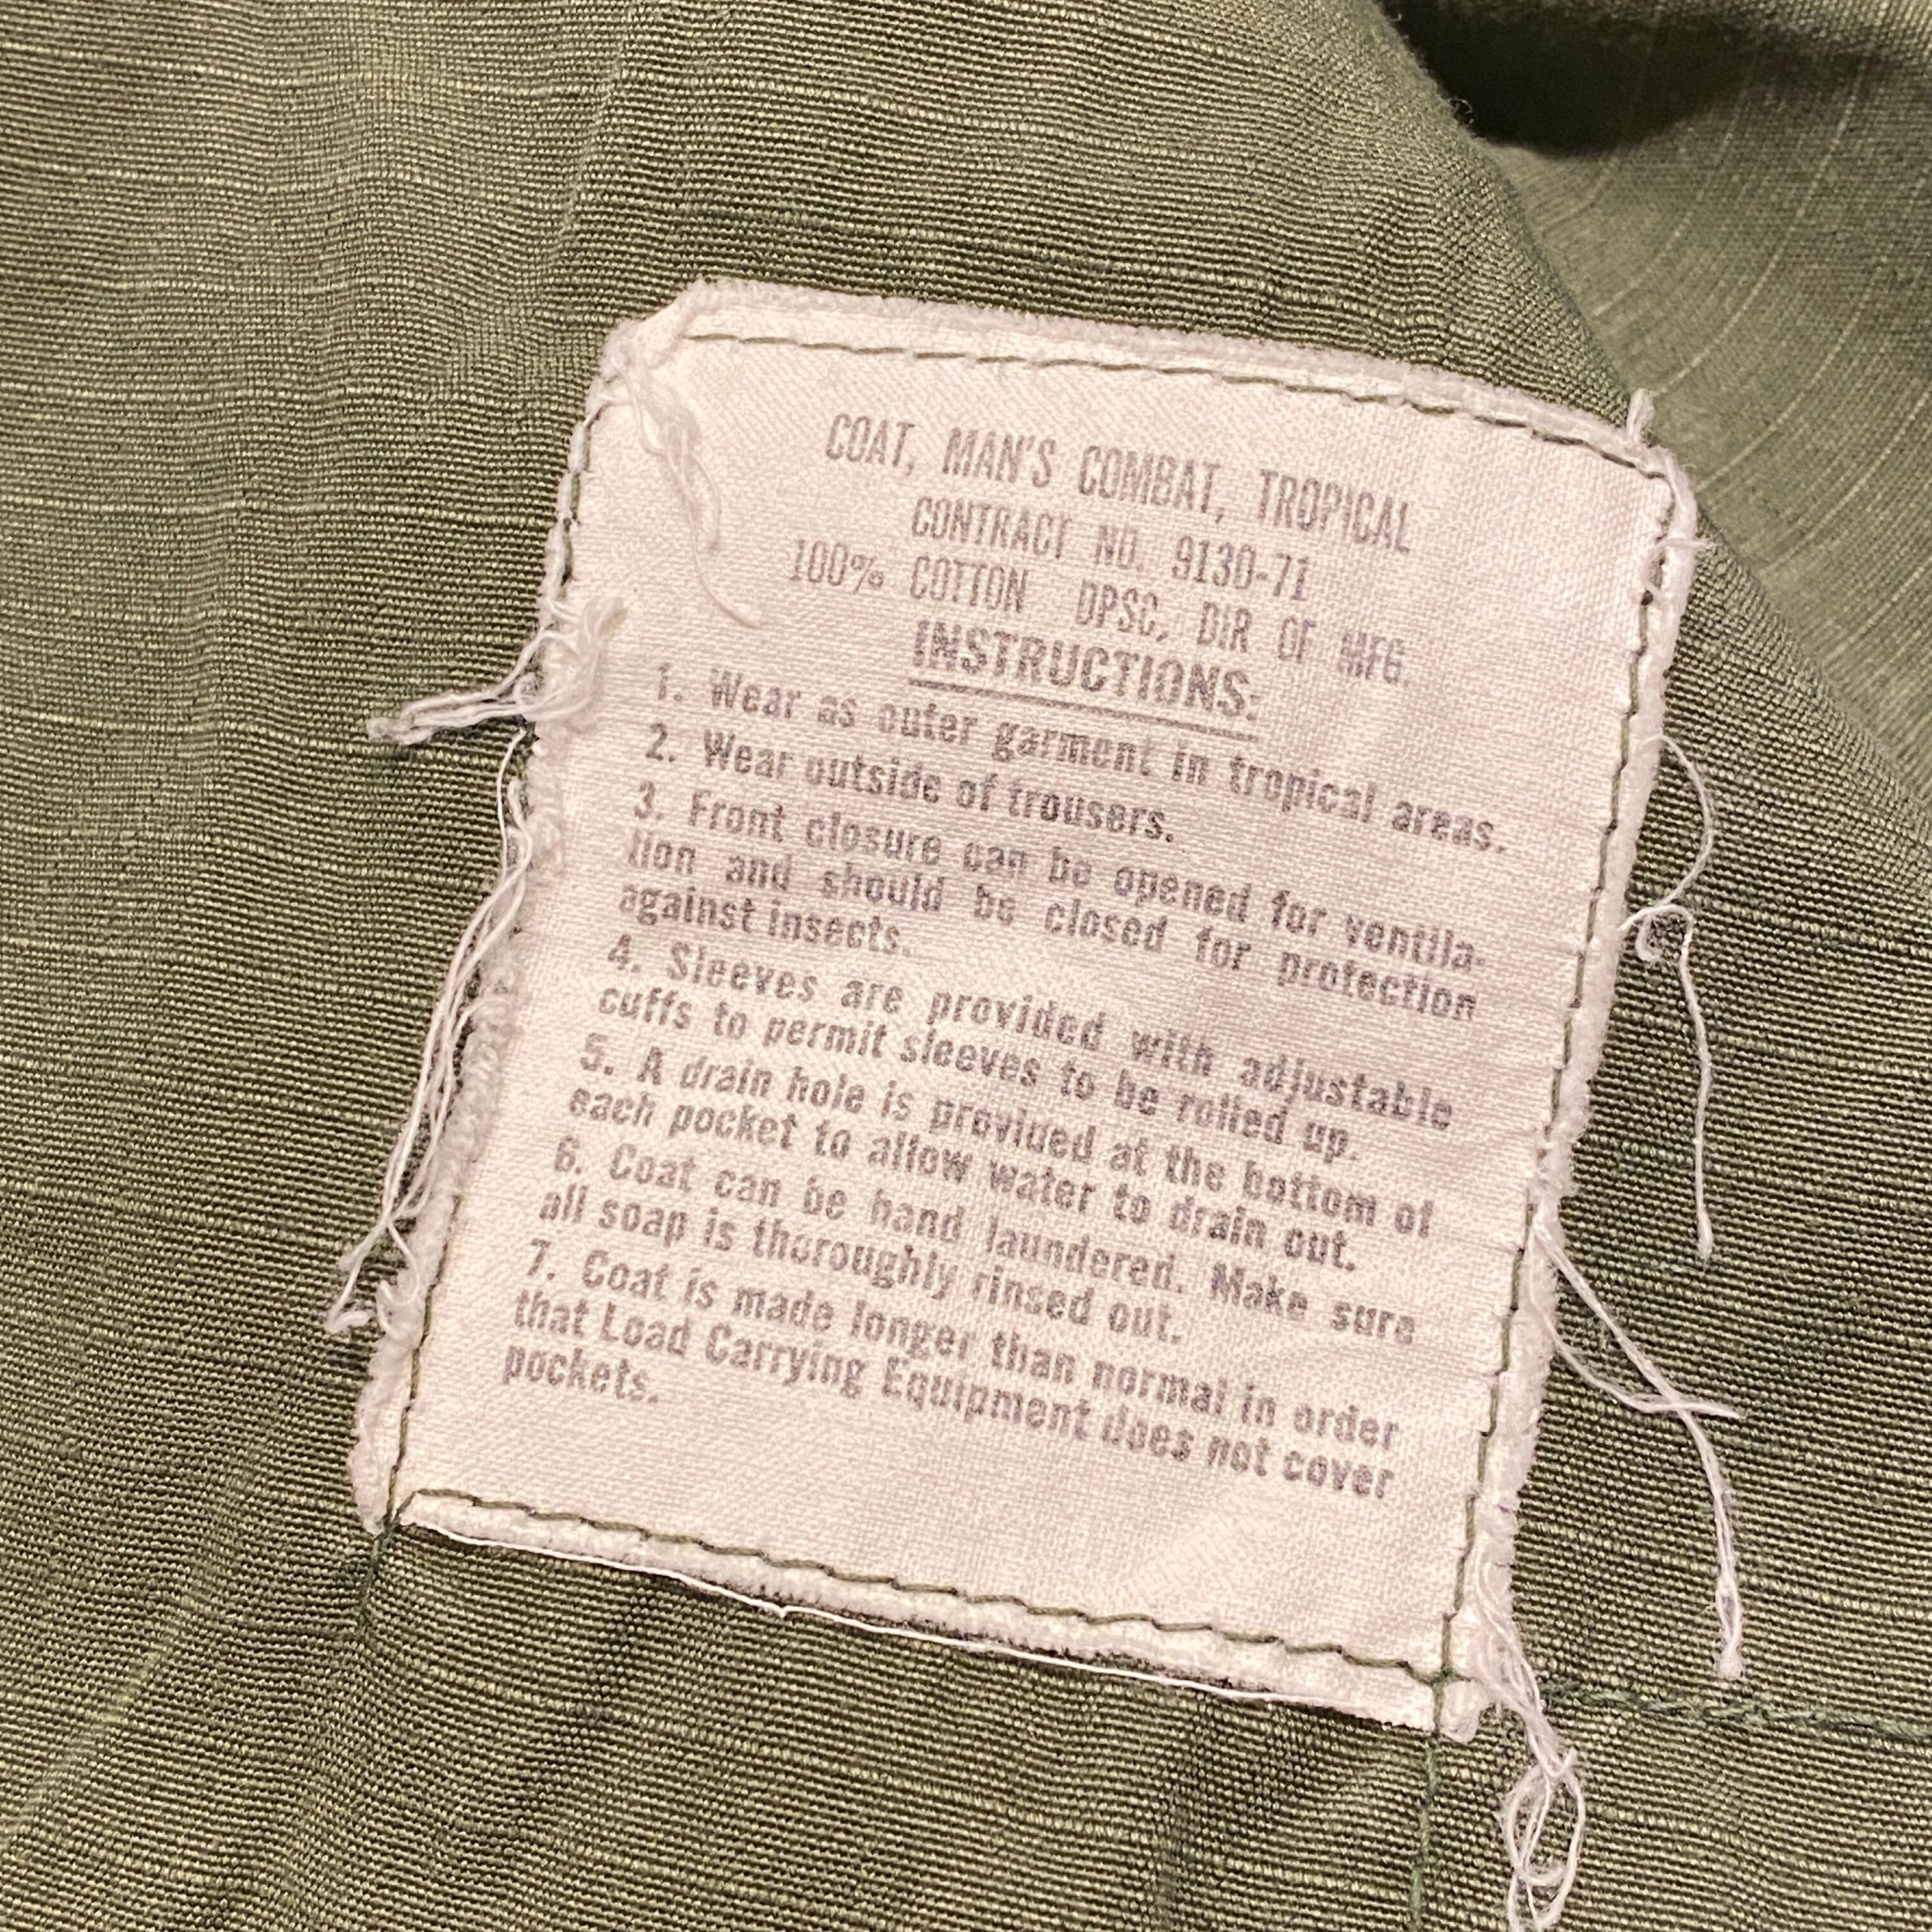 COAT, MAN'S COMBAT, TROPICAL
CONTRACT NO. 9130-71
100% COTTON DPSC, DIR OF MFG.
INSTRUCTIONS:
1. Wear as outer garment in tropical areas.
2. Wear outside of trousers.
3. Front closure can be opened for ventila-
tion and should be closed for protection
against insects.
4. Sleeves are provided with adjustable
cuffs to permit sleeves to be rolled up.
5. A drain hole is provided at the bottom of
each pocket to allow water to drain out.
6. Coat can be hand laundered. Make sure
all soap is thoroughly rinsed out.
7. Coat is made longer than normal in order
that Load Carrying Equipment does not cover
pockets.